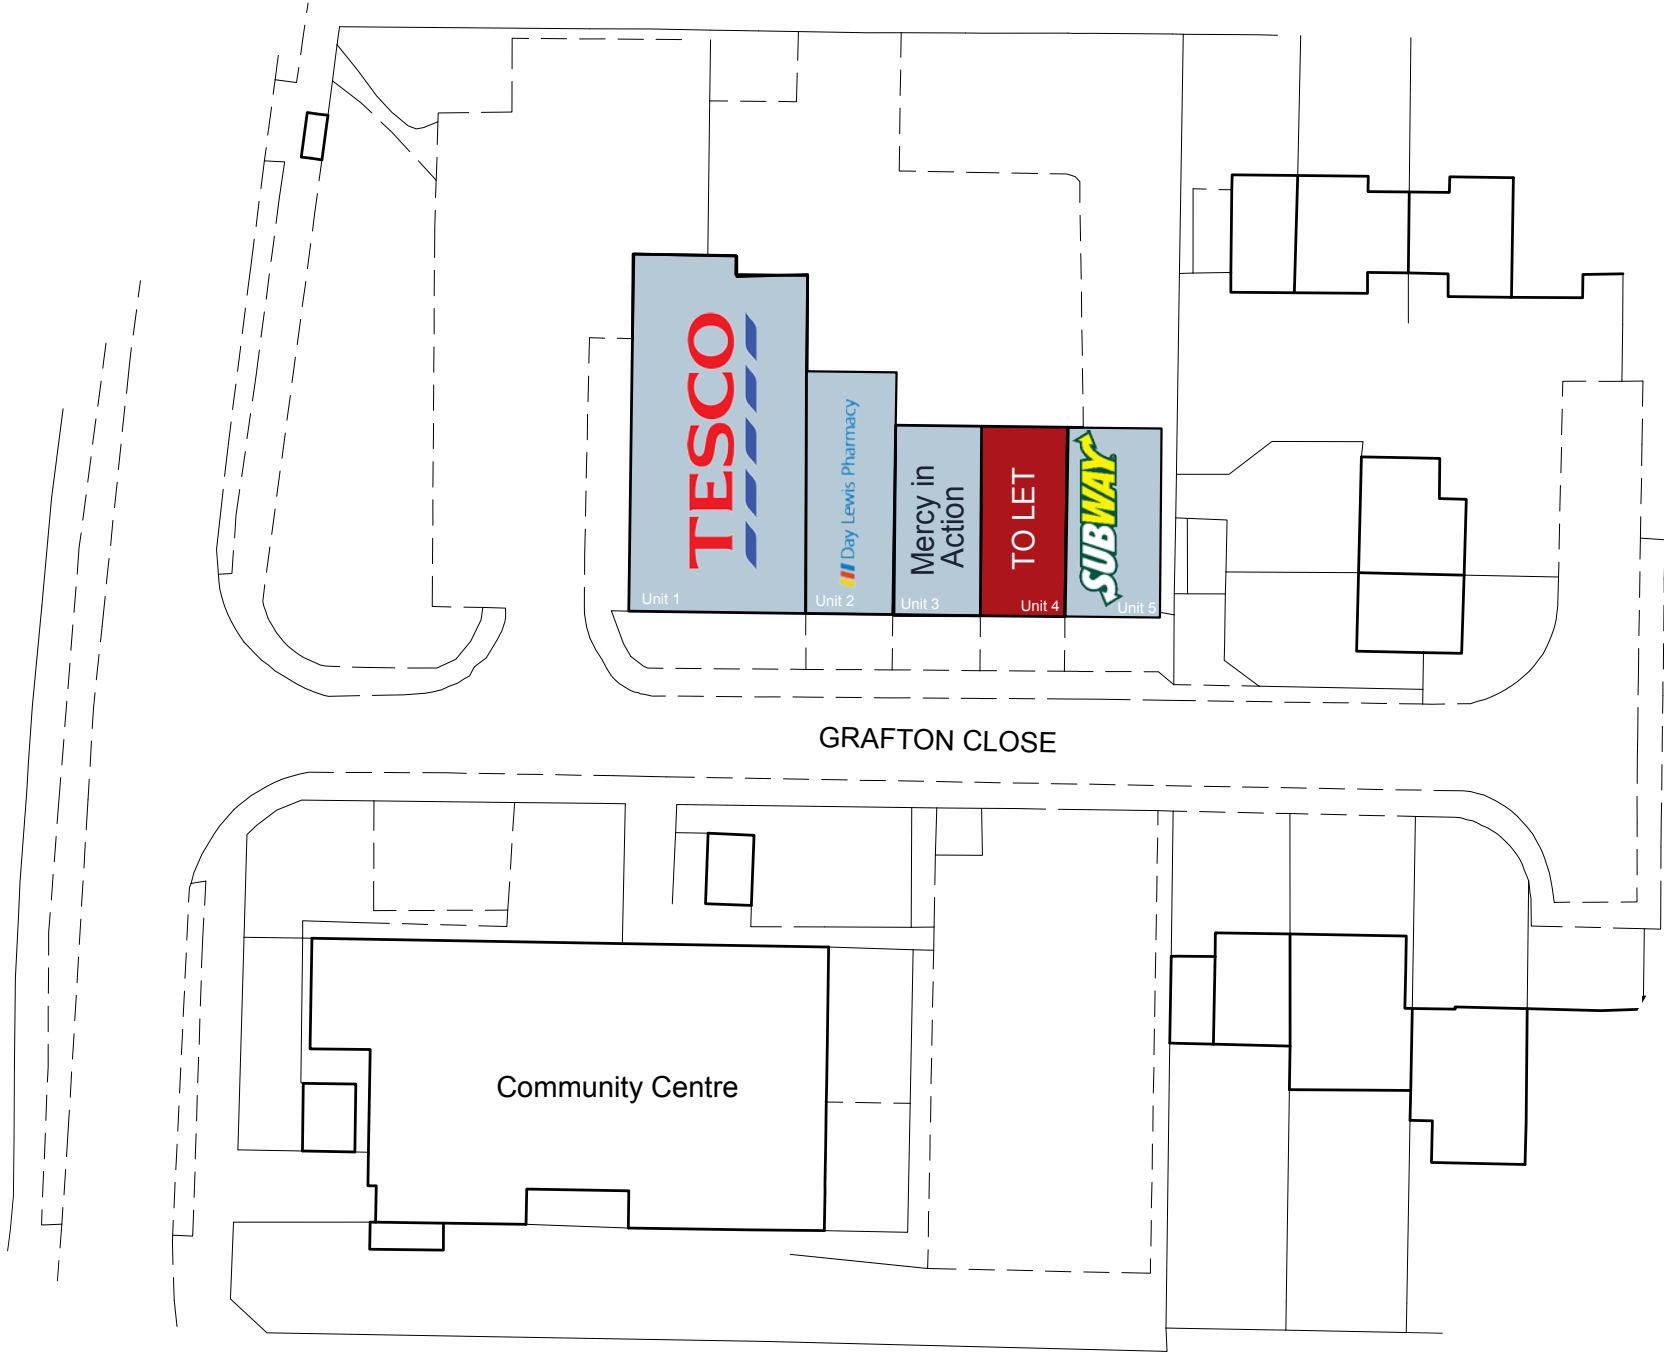 TESCO
Unit 1
Day Lewis Pharmacy
Unit 2
Mercy in
Action
Unit 3
TO LET
Unit 4
SUBWAY
Unit 5
GRAFTON CLOSE
Community Centre